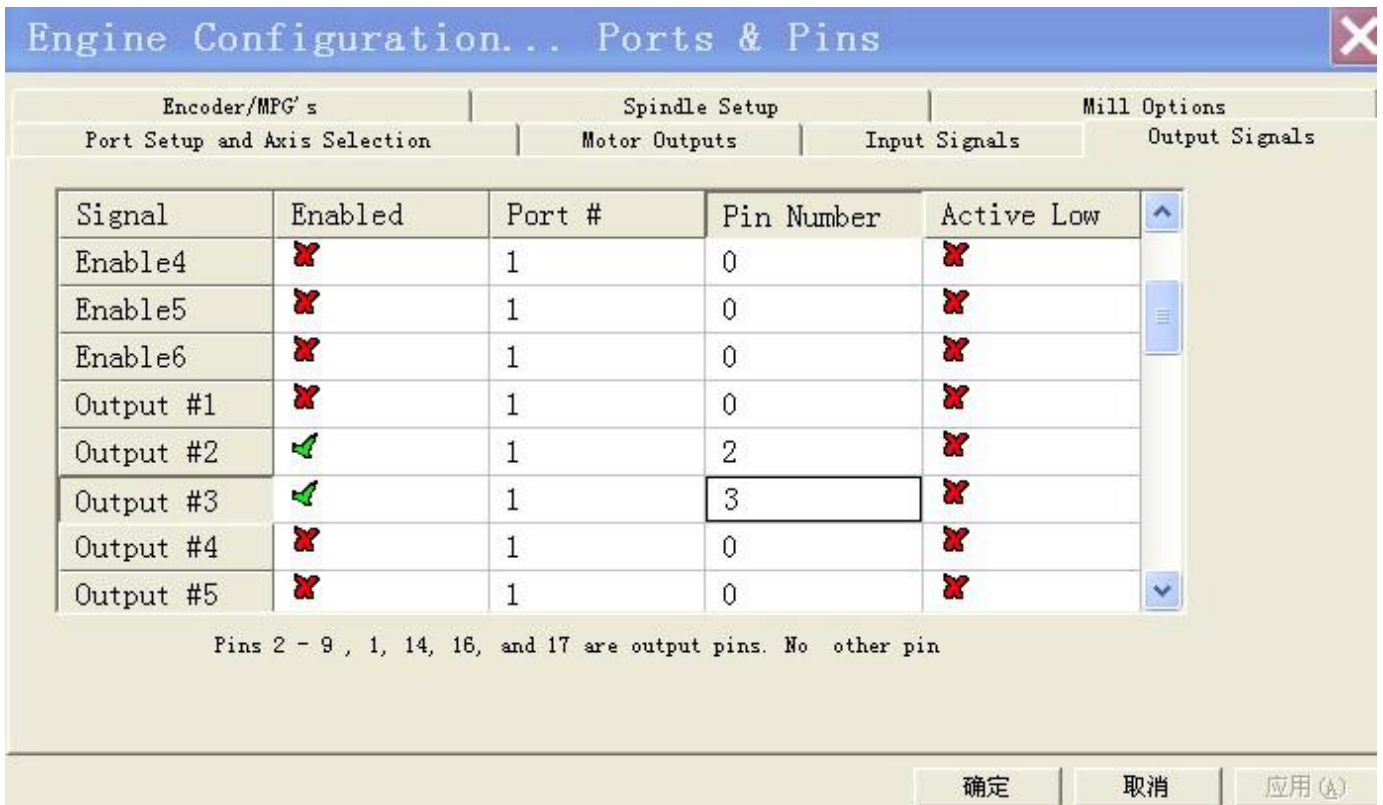 Engine Configuration... Ports & Pins
Encoder/MPG's Spindle Setup Mill Options
Port Setup and Axis Selection Motor Outputs Input Signals Output Signals
Signal Enabled Port # Pin Number Active Low
Enable4 1 0
Enable5 1 0
Enable6 1 0
Output #1 1 0
Output #2 1 2
Output #3 1 3
Output #4 1 0
Output #5 1 0
Pins 2 - 9 , 1, 14, 16, and 17 are output pins. No other pin
确定 取消 应用(A)